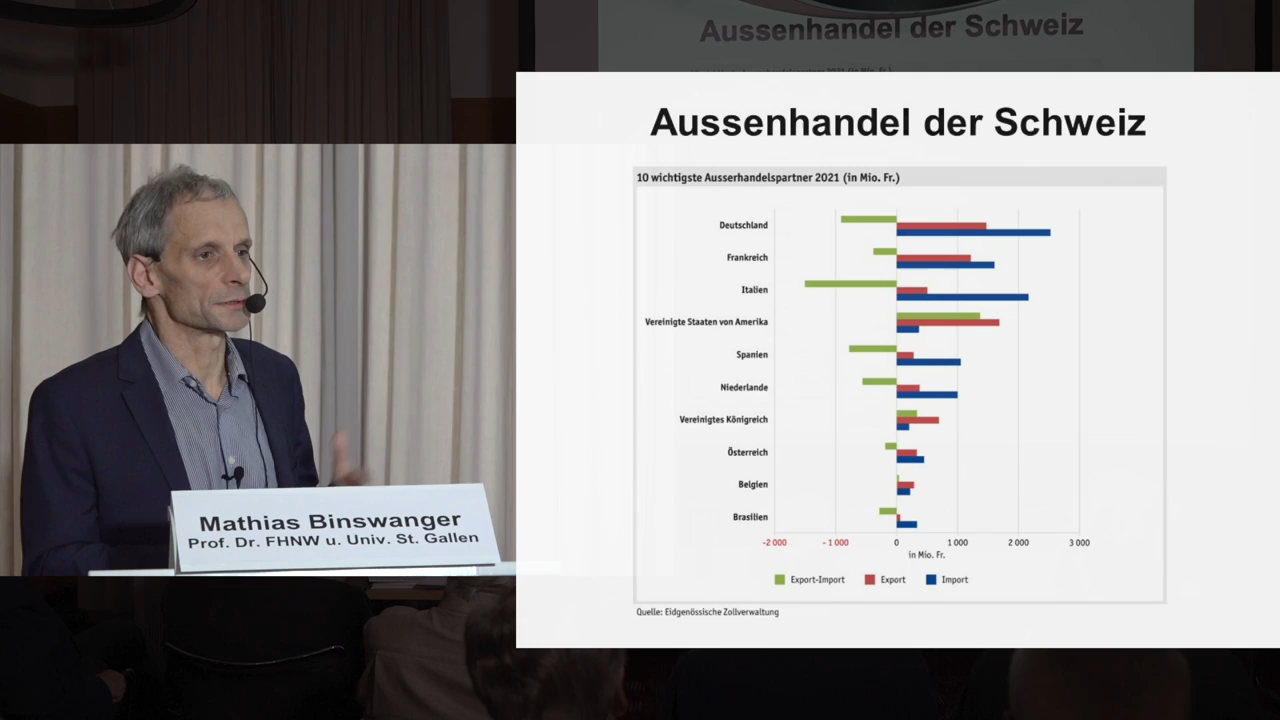 Aussenhandel der Schweiz
Aussenhandel der Schweiz
10 wichtigste Ausserhandelspartner 2021 (in Mio. Fr.)
Deutschland
Frankreich
Italien
Vereinigte Staaten von Amerika
Spanien
Niederlande
Vereinigtes Königreich
Österreich
Belgien
Brasilien
-2 000 - 1 000 0 1 000 2 000 3 000
in Mio. Fr.
Export-Import Export Import
Quelle: Eidgenössische Zollverwaltung
Mathias Binswanger
Prof. Dr. FHNW u. Univ. St. Gallen